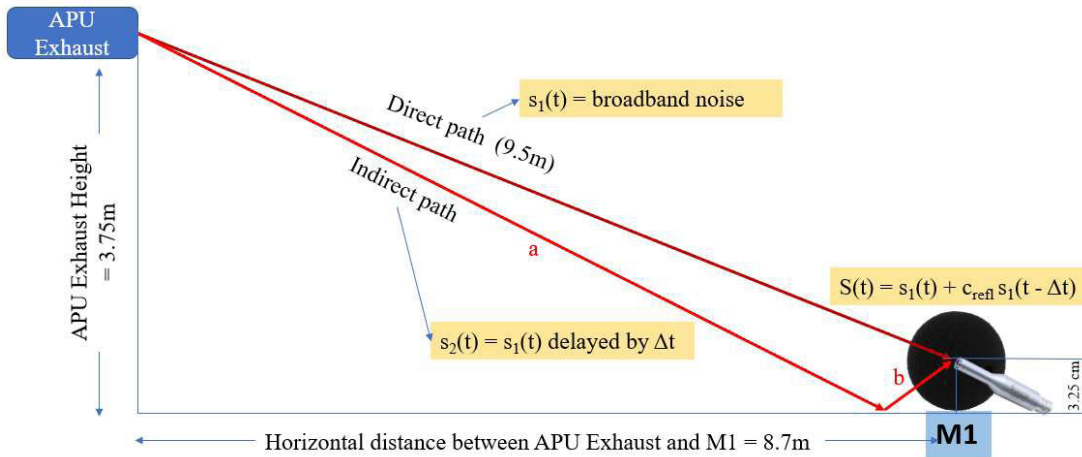 APU
Exhaust
s₁(t) = broadband noise
Direct path (9.5m)
Indirect path
APU Exhaust Height
= 3.75m
a
S(t) = s₁(t) + c_refl s₁(t - Δt)
s₂(t) = s₁(t) delayed by Δt
b
3.25 cm
M1
Horizontal distance between APU Exhaust and M1 = 8.7m